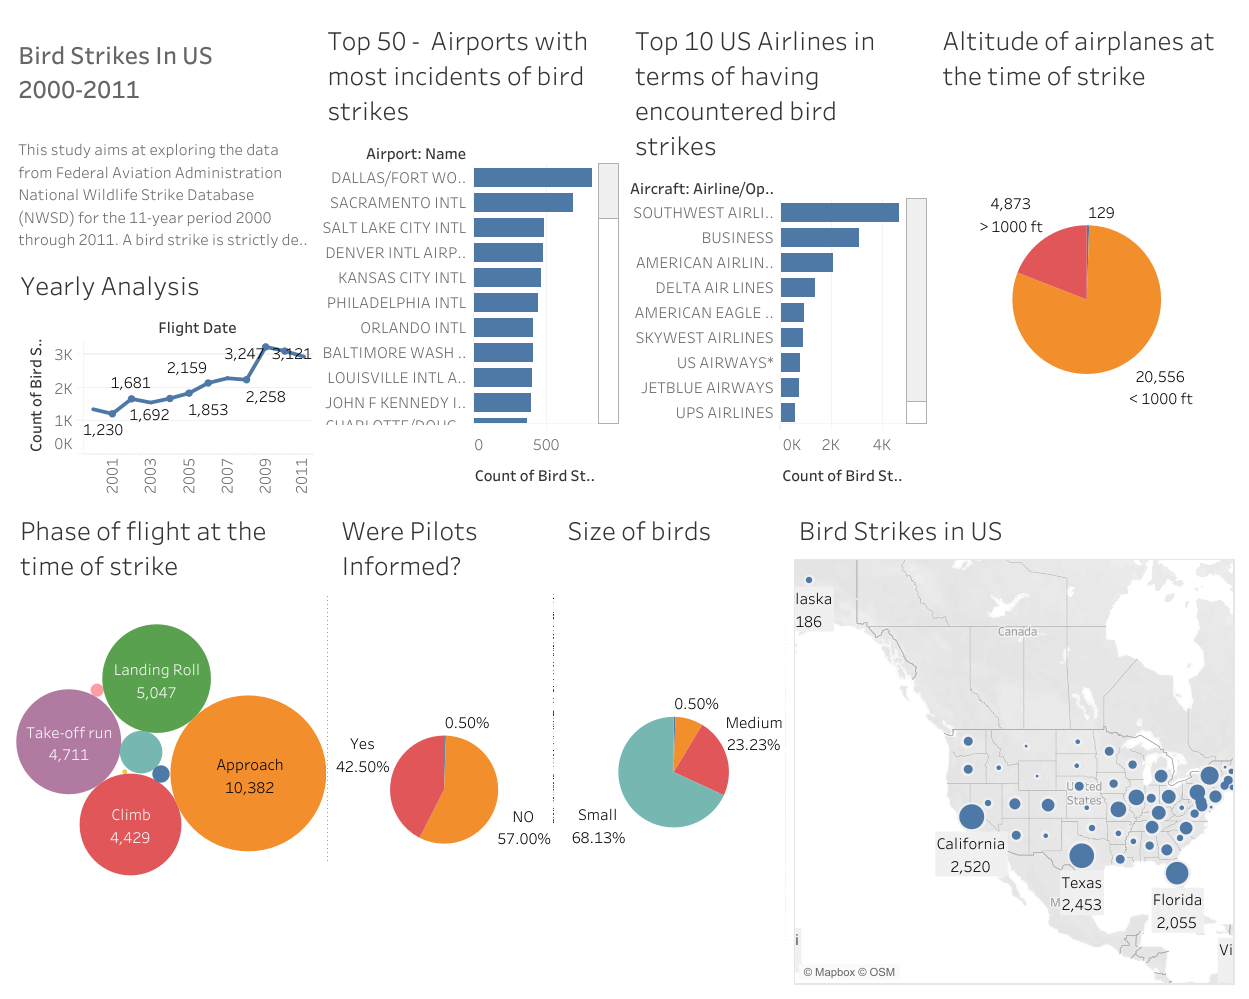 Bird Strikes In US
2000-2011
This study aims at exploring the data
from Federal Aviation Administration
National Wildlife Strike Database
(NWSD) for the 11-year period 2000
through 2011. A bird strike is strictly de..
Yearly Analysis
Flight Date
Count of Bird S..
3K
2K
1K
0K
1,230
1,681
1,692
2,159
1,853
3,247
2,258
3,121
2001
2003
2005
2007
2009
2011
Top 50 - Airports with
most incidents of bird
strikes
Airport: Name
DALLAS/FORT WO..
SACRAMENTO INTL
SALT LAKE CITY INTL
DENVER INTL AIRP..
KANSAS CITY INTL
PHILADELPHIA INTL
ORLANDO INTL
BALTIMORE WASH ..
LOUISVILLE INTL A..
JOHN F KENNEDY I..
CHARLOTTE/DOUG..
0
500
Count of Bird St..
Top 10 US Airlines in
terms of having
encountered bird
strikes
Aircraft: Airline/Op..
SOUTHWEST AIRLI..
BUSINESS
AMERICAN AIRLIN..
DELTA AIR LINES
AMERICAN EAGLE ..
SKYWEST AIRLINES
US AIRWAYS*
JETBLUE AIRWAYS
UPS AIRLINES
0K
2K
4K
Count of Bird St..
Altitude of airplanes at
the time of strike
4,873
> 1000 ft
129
20,556
< 1000 ft
Phase of flight at the
time of strike
Landing Roll
5,047
Take-off run
4,711
Approach
10,382
Climb
4,429
Were Pilots
Informed?
0.50%
Yes
42.50%
NO
57.00%
Size of birds
0.50%
Medium
23.23%
Small
68.13%
Bird Strikes in US
laska
186
Canada
United
States
California
2,520
Texas
2,453
M
Florida
2,055
i
Vi
© Mapbox © OSM